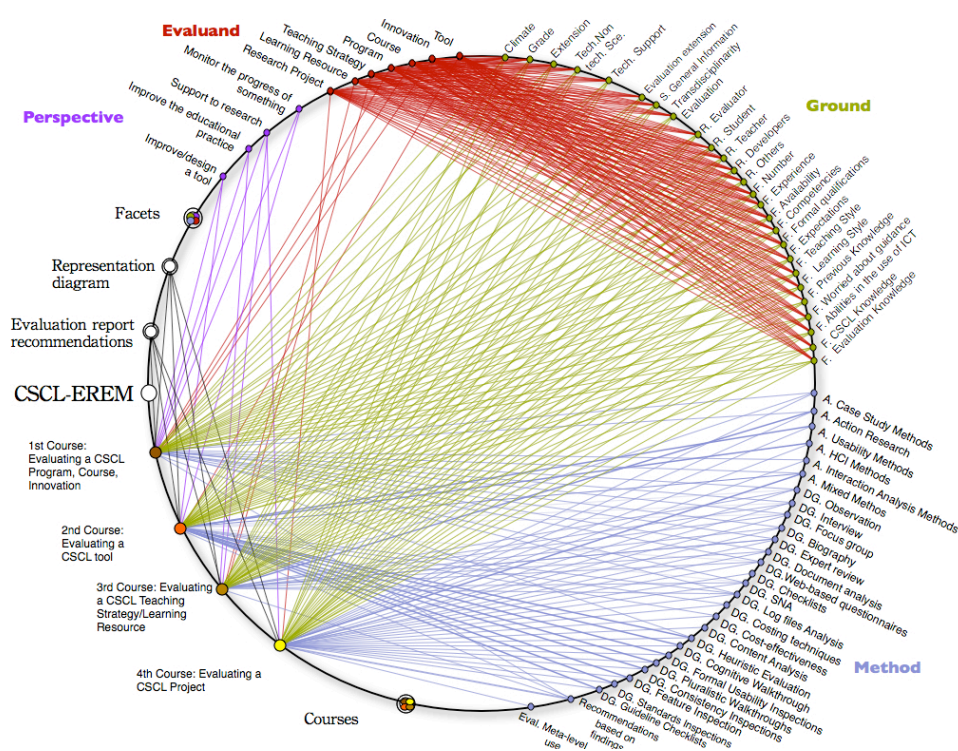 Evaluand
Research Project
Learning Resource
Teaching Strategy
Program
Course
Innovation
Tool
Climate
Grade
Extension
Tech.Non
tech. Sce.
Tech. Support
Evaluation extension
S. General Information
Transdisciplinarity
Evaluation
R. Evaluator
R. Student
R. Teacher
R. Developers
R. Others
F. Number
F. Experience
F. Availability
F. Competencies
F. Formal qualifications
F. Expectations
F. Teaching Style
F. Learning Style
F. Previous Knowledge
F. Worried about guidance
F. Abilities in the use of ICT
F. CSCL Knowledge
F. Evaluation Knowledge
Ground
Perspective
Monitor the progress of
something
Support to research
Improve the educational
practice
Improve/design
a tool
Facets
Representation
diagram
Evaluation report
recommendations
CSCL-EREM
1st Course:
Evaluating a CSCL
Program, Course,
Innovation
2nd Course:
Evaluating a
CSCL tool
3rd Course: Evaluating
a CSCL Teaching
Strategy/Learning
Resource
4th Course: Evaluating a
CSCL Project
Courses
A. Case Study Methods
A. Action Research
A. Usability Methods
A. HCI Methods
A. Interaction Analysis Methods
A. Mixed Methos
DG. Observation
DG. Interview
DG. Focus group
DG. Biography
DG. Expert review
DG. Document analysis
DG.Web-based questionnaires
DG. Checklists
DG. SNA
DG. Log files Analysis
DG. Costing techniques
DG. Cost-effectiveness
DG. Content Analysis
DG. Heuristic Evaluation
DG. Cognitive Walkthrough
DG. Formal Usability Inspections
DG. Pluralistic Walkthroughs
DG. Consistency Inspections
DG. Feature Inspection
DG. Standards Inspections
DG. Guideline Checklists
Recommendations
based on
findings
Eval. Meta-level
use
Method